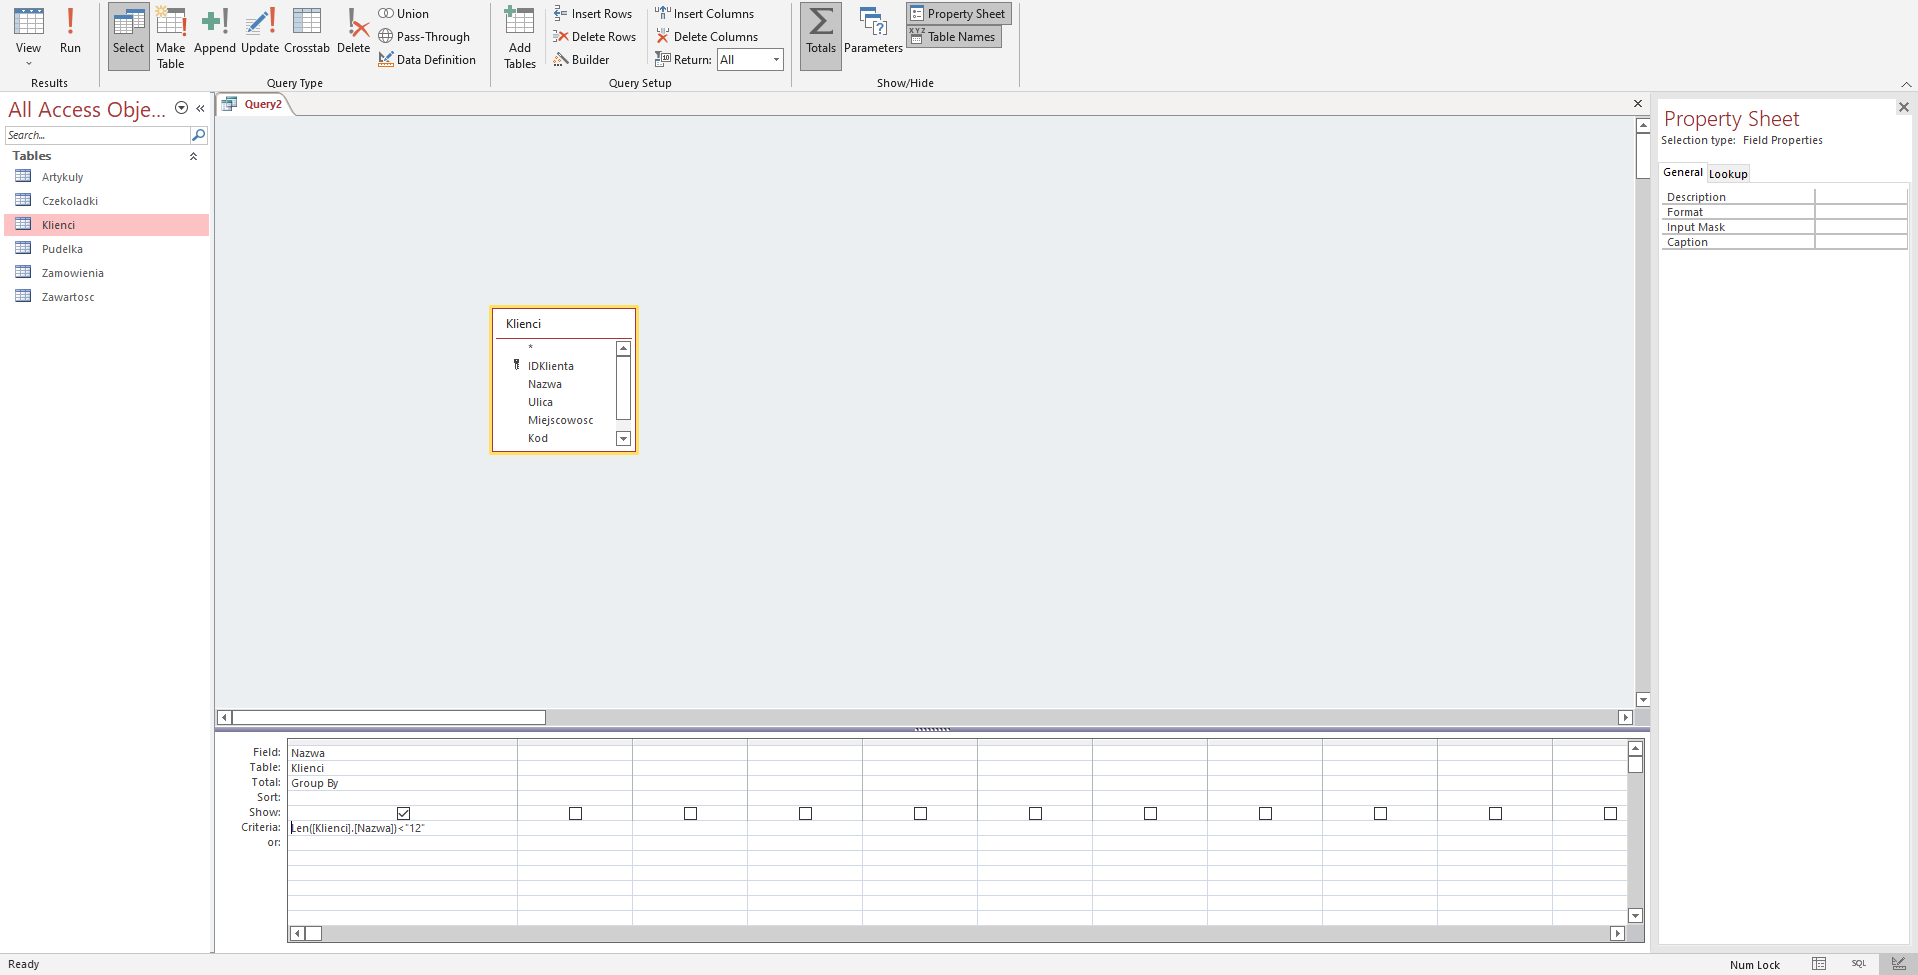 View
Run
Results
Select
Make Table
Append
Update
Crosstab
Delete
Union
Pass-Through
Data Definition
Query Type
Add Tables
Insert Rows
Delete Rows
Builder
Insert Columns
Delete Columns
Return: All
Query Setup
Totals
Parameters
Property Sheet
XYZ Table Names
Show/Hide
All Access Obje...
Search...
Tables
Artykuly
Czekoladki
Klienci
Pudelka
Zamowienia
Zawartosc
Query2
Klienci
*
IDKlienta
Nazwa
Ulica
Miejscowosc
Kod
Field: Nazwa
Table: Klienci
Total: Group By
Sort:
Show:
Criteria: Len([Klienci].[Nazwa])<"12"
or:
Property Sheet
Selection type: Field Properties
General Lookup
Description
Format
Input Mask
Caption
Ready
Num Lock
SQL